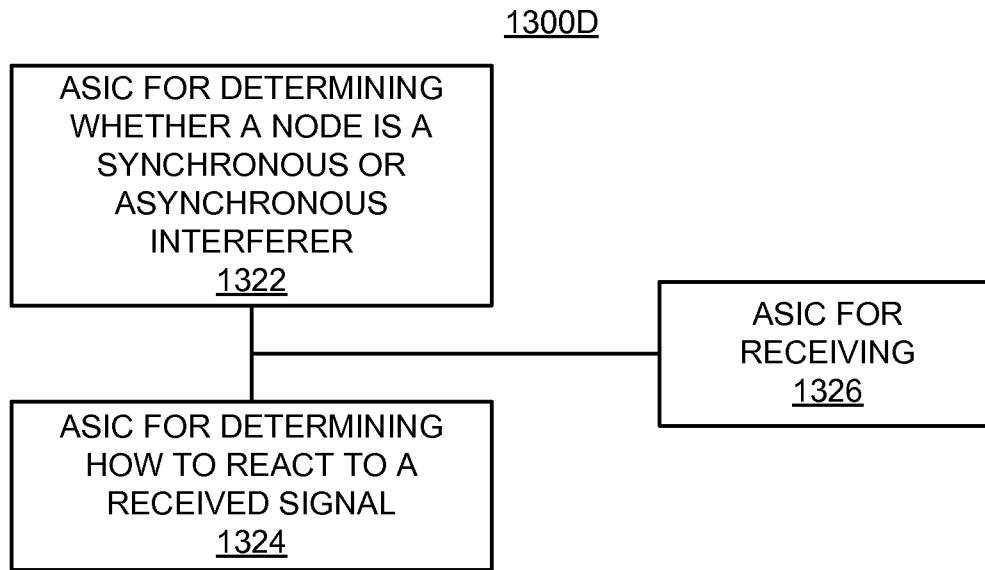 1300D
ASIC FOR DETERMINING
WHETHER A NODE IS A
SYNCHRONOUS OR
ASYNCHRONOUS
INTERFERER
1322
ASIC FOR
RECEIVING
1326
ASIC FOR DETERMINING
HOW TO REACT TO A
RECEIVED SIGNAL
1324